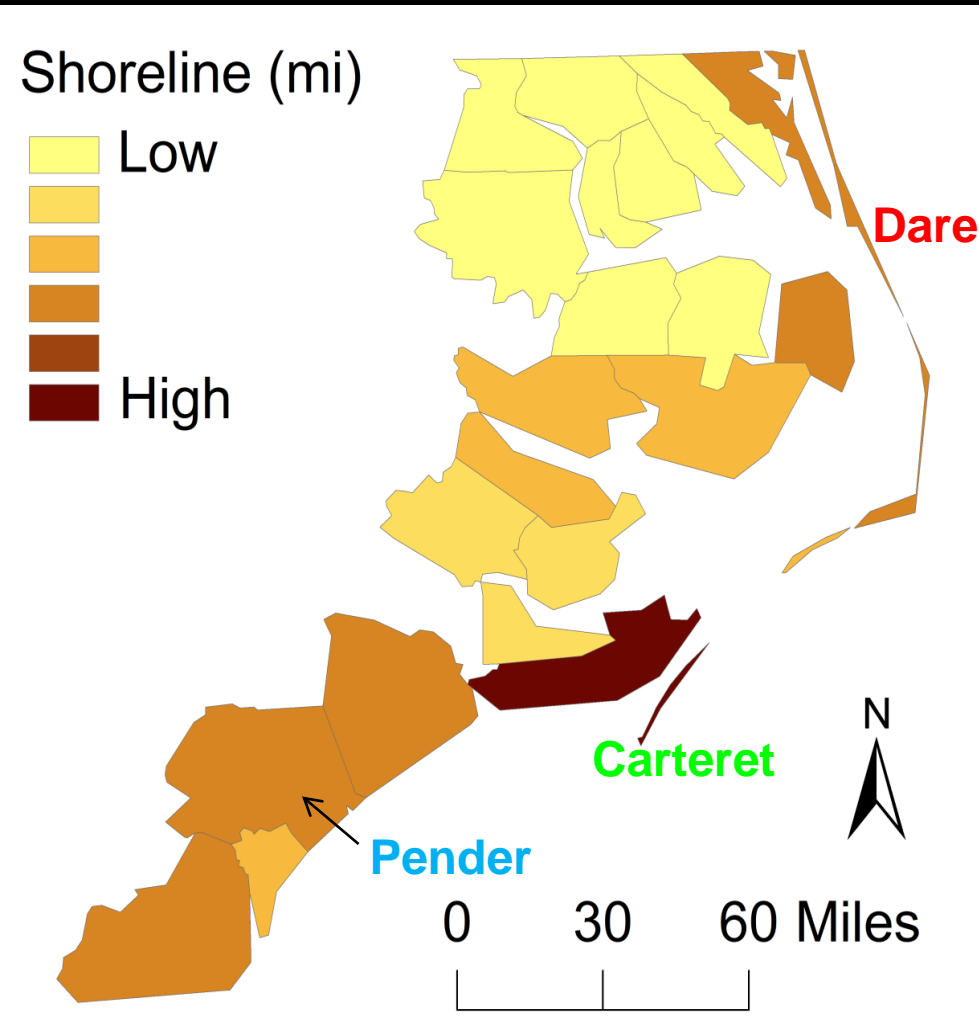 Shoreline (mi)
Low
High
Dare
N
Carteret
Pender
0 30 60 Miles